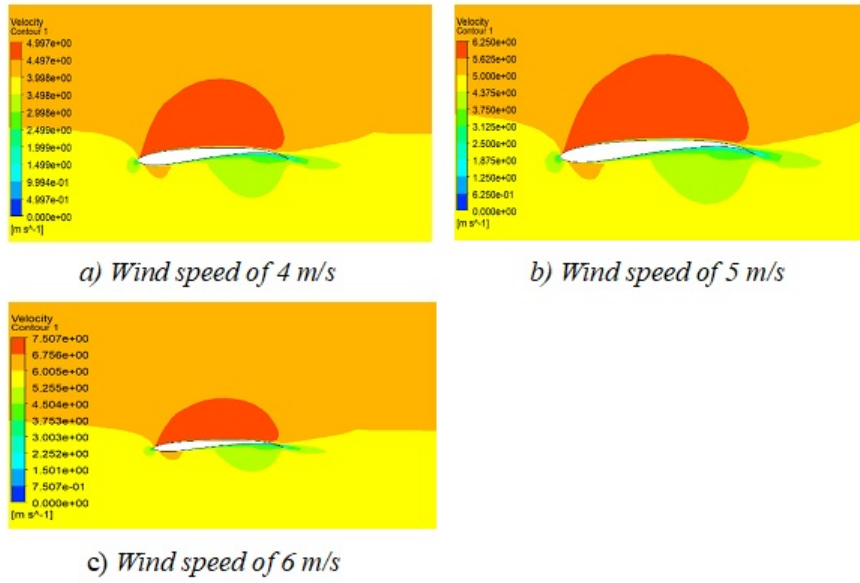 Velocity
Contour 1
4.997e+00
4.497e+00
3.998e+00
3.498e+00
2.998e+00
2.499e+00
1.999e+00
1.499e+00
9.994e-01
4.997e-01
0.000e+00
[m s^-1]
a) Wind speed of 4 m/s
Velocity
Contour 1
6.250e+00
5.625e+00
5.000e+00
4.375e+00
3.750e+00
3.125e+00
2.500e+00
1.875e+00
1.250e+00
6.250e-01
0.000e+00
[m s^-1]
b) Wind speed of 5 m/s
Velocity
Contour 1
7.507e+00
6.756e+00
6.005e+00
5.255e+00
4.504e+00
3.753e+00
3.003e+00
2.252e+00
1.501e+00
7.507e-01
0.000e+00
[m s^-1]
c) Wind speed of 6 m/s